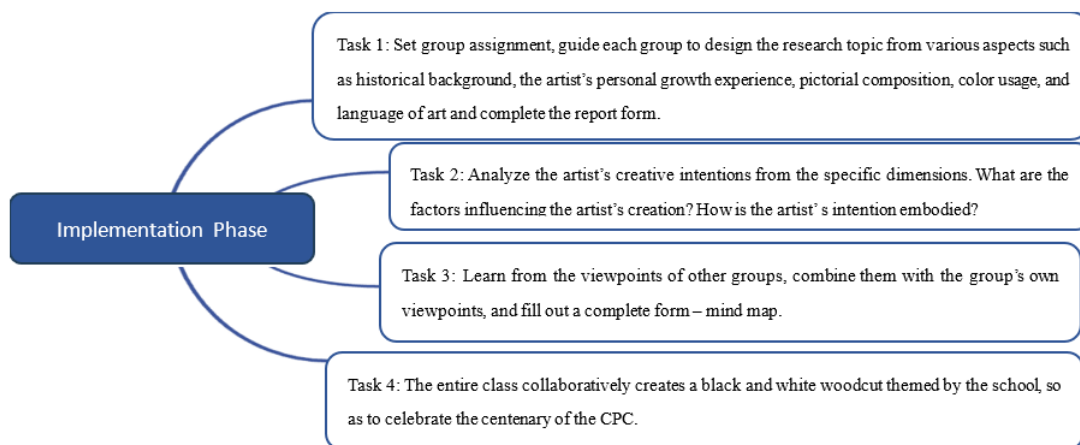 Task 1: Set group assignment, guide each group to design the research topic from various aspects such
as historical background, the artist's personal growth experience, pictorial composition, color usage, and
language of art and complete the report form.
Task 2: Analyze the artist's creative intentions from the specific dimensions. What are the
factors influencing the artist's creation? How is the artist' s intention embodied?
Implementation Phase
Task 3: Learn from the viewpoints of other groups, combine them with the group's own
viewpoints, and fill out a complete form – mind map.
Task 4: The entire class collaboratively creates a black and white woodcut themed by the school, so
as to celebrate the centenary of the CPC.